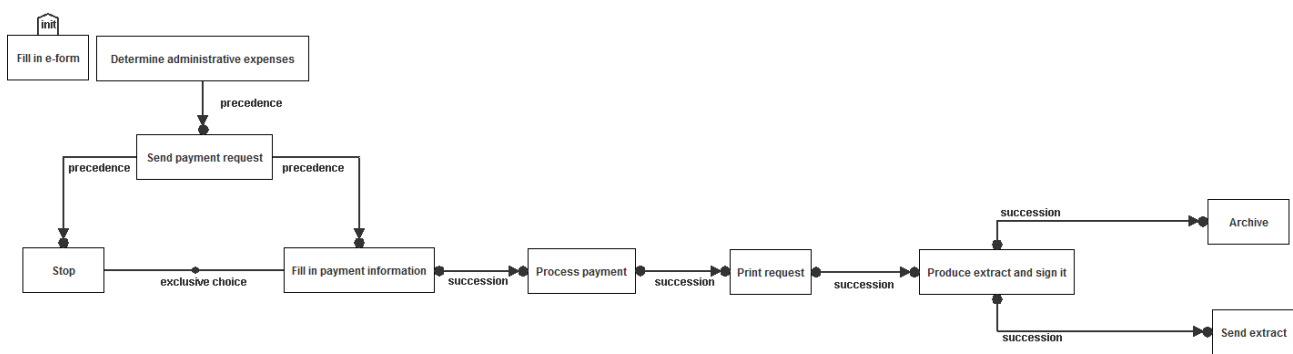 init
Fill in e-form
Determine administrative expenses
precedence
Send payment request
precedence
precedence
Stop
exclusive choice
Fill in payment information
succession
Process payment
succession
Print request
succession
Produce extract and sign it
succession
Archive
succession
Send extract